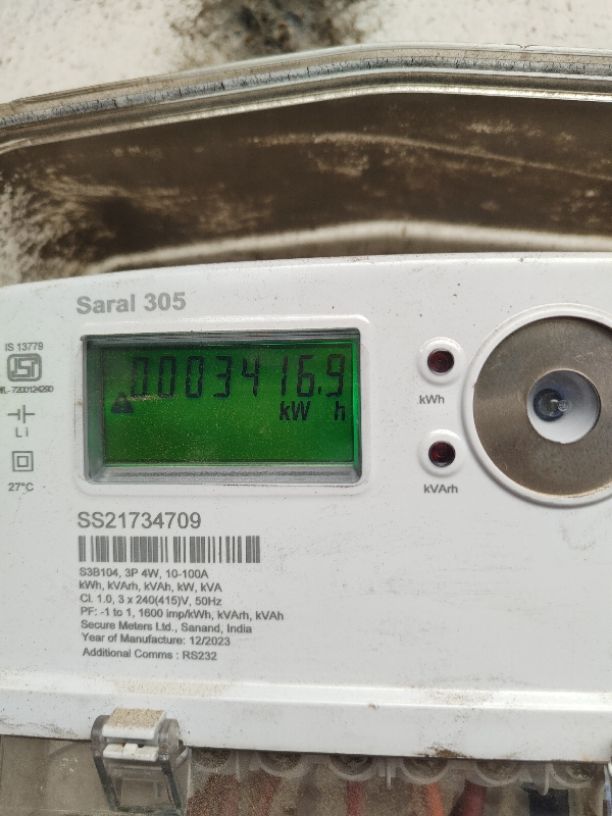 Saral 305
IS 13779
ISI
0003416.9
kW h
kWh
L i
kVArh
27°C
SS21734709
S3B104, 3P 4W, 10-100A
kWh, kVArh, kVAh, kW, kVA
Cl. 1.0, 3 x 240(415)V, 50Hz
PF: -1 to 1, 1600 imp/kWh, kVArh, kVAh
Secure Meters Ltd., Sanand, India
Year of Manufacture: 12/2023
Additional Comms : RS232